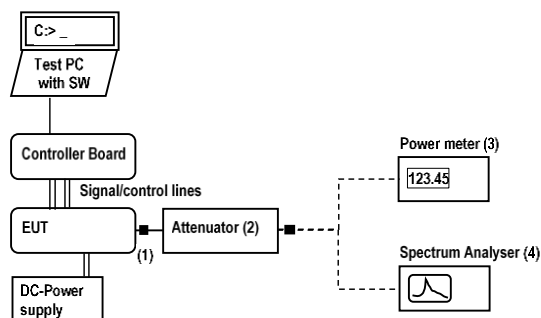 C:> _
Test PC
with SW
Controller Board
Signal/control lines
EUT
(1)
Attenuator (2)
Power meter (3)
123.45
Spectrum Analyser (4)
DC-Power
supply